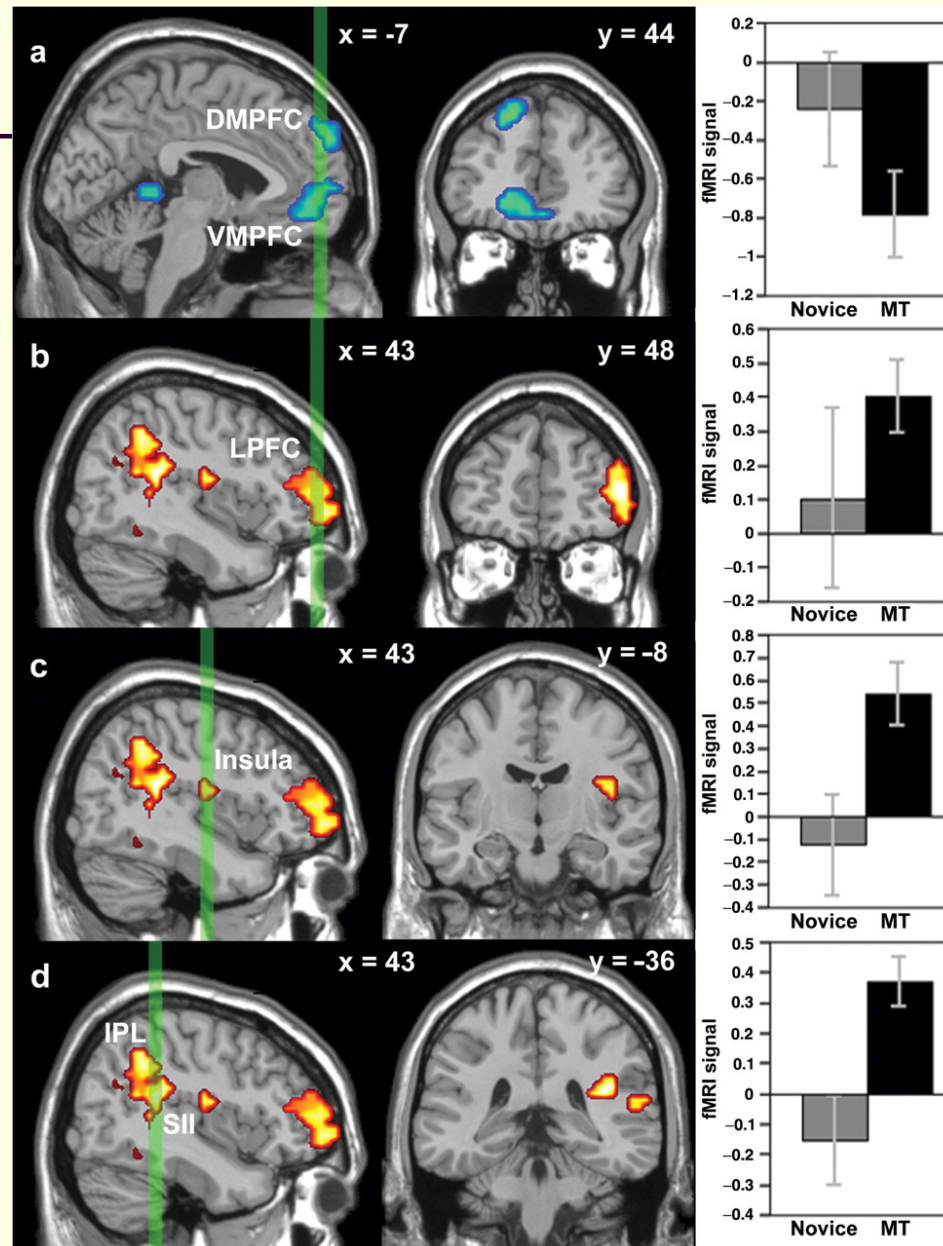 a
x = -7
y = 44
DMPFC
VMPFC
fMRI signal
0.2
0
–0.2
–0.4
–0.6
–0.8
–1
–1.2
Novice MT
b
x = 43
y = 48
LPFC
fMRI signal
0.6
0.5
0.4
0.3
0.2
0.1
0
–0.1
–0.2
Novice MT
c
x = 43
y = –8
Insula
fMRI signal
0.8
0.7
0.6
0.5
0.4
0.3
0.2
0.1
0
–0.1
–0.2
–0.3
–0.4
Novice MT
d
x = 43
y = –36
IPL
SII
fMRI signal
0.5
0.4
0.3
0.2
0.1
0
–0.1
–0.2
–0.3
–0.4
Novice MT